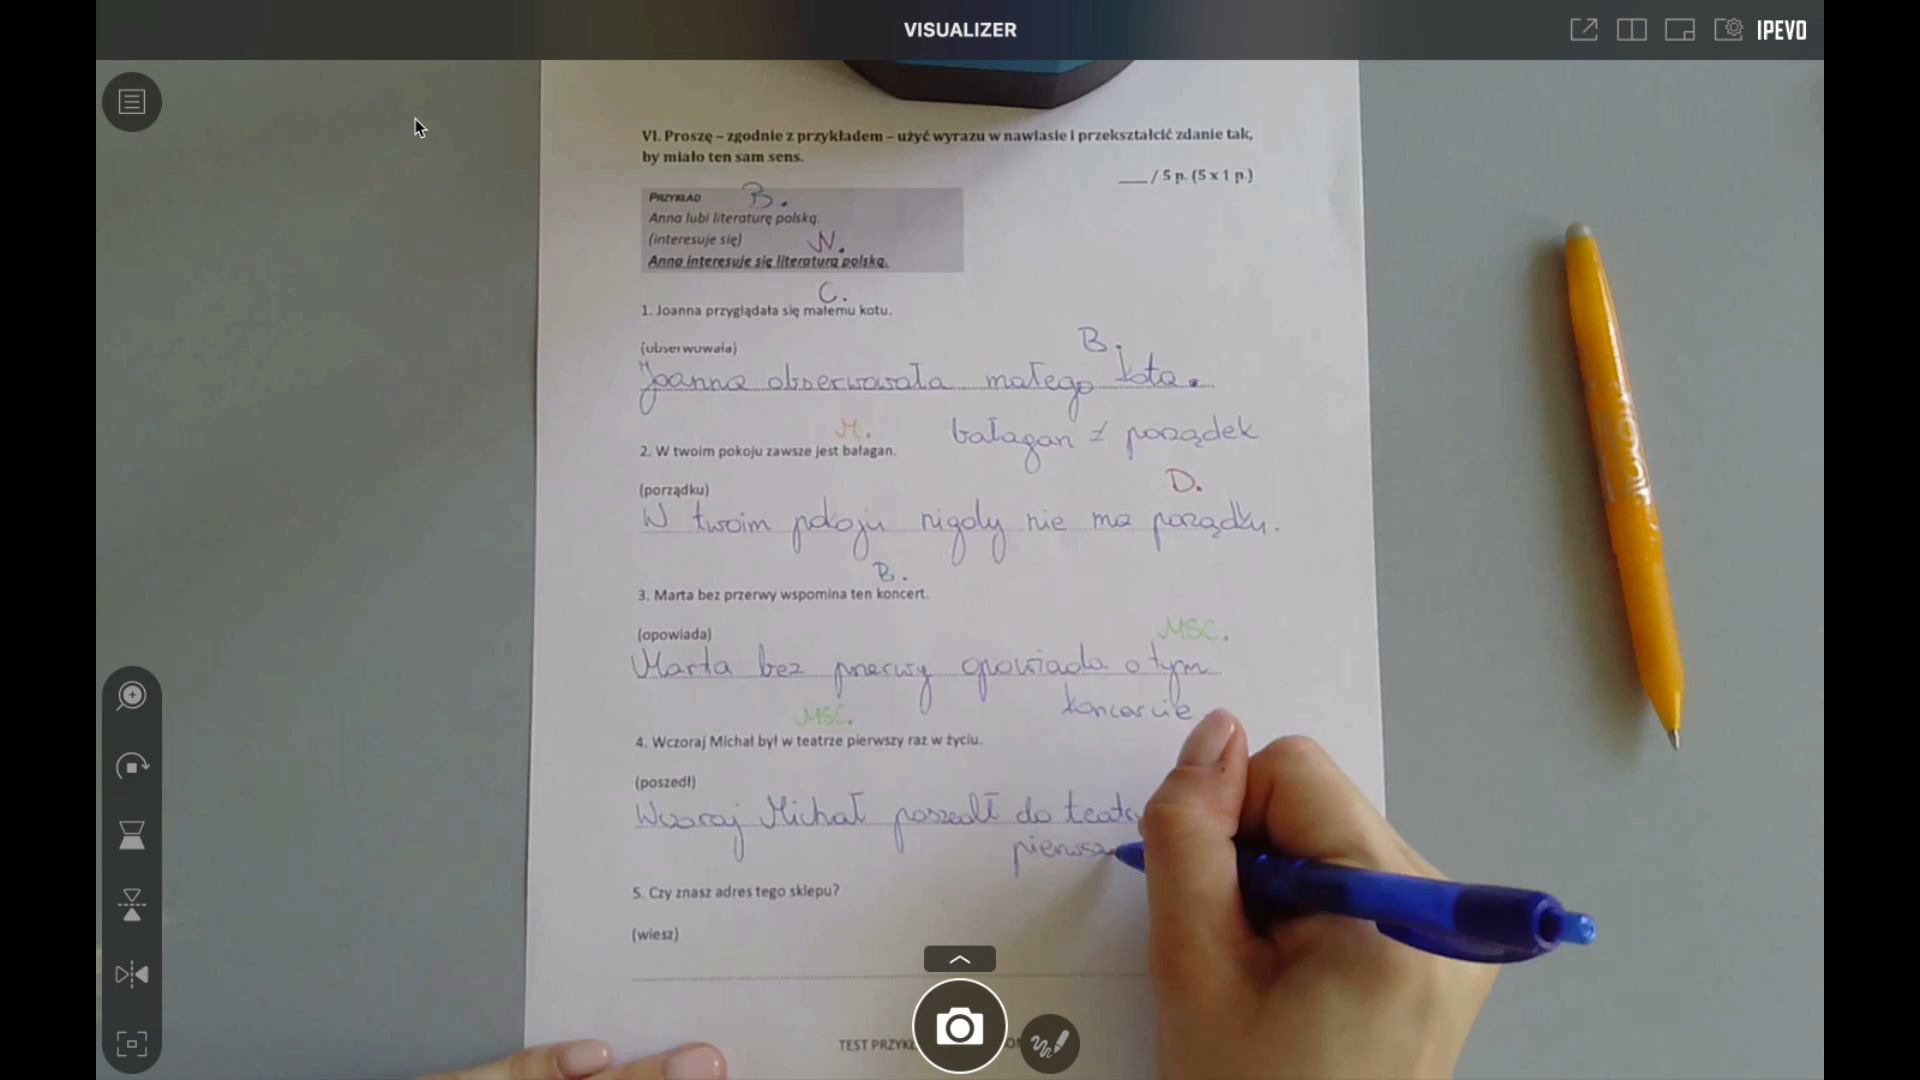 VISUALIZER
IPEVO
VI. Proszę – zgodnie z przykładem – użyć wyrazu w nawiasie i przekształcić zdanie tak,
by miało ten sam sens.
___ / 5 p. (5 x 1 p.)
PRZYKŁAD
B.
Anna lubi literaturę polską.
(interesuje się)
N.
Anna interesuje się literaturą polską.
C.
1. Joanna przyglądała się małemu kotu.
(obserwowała)
B.
Joanna obserwowała małego kota.
M.
bałagan ≠ porządek
2. W twoim pokoju zawsze jest bałagan.
(porządku)
D.
W twoim pokoju nigdy nie ma porządku.
B.
3. Marta bez przerwy wspomina ten koncert.
(opowiada)
MSC.
Marta bez przerwy opowiada o tym
koncercie
MSC.
4. Wczoraj Michał był w teatrze pierwszy raz w życiu.
(poszedł)
Wczoraj Michał poszedł do teatr
pierwsz
5. Czy znasz adres tego sklepu?
(wiesz)
TEST